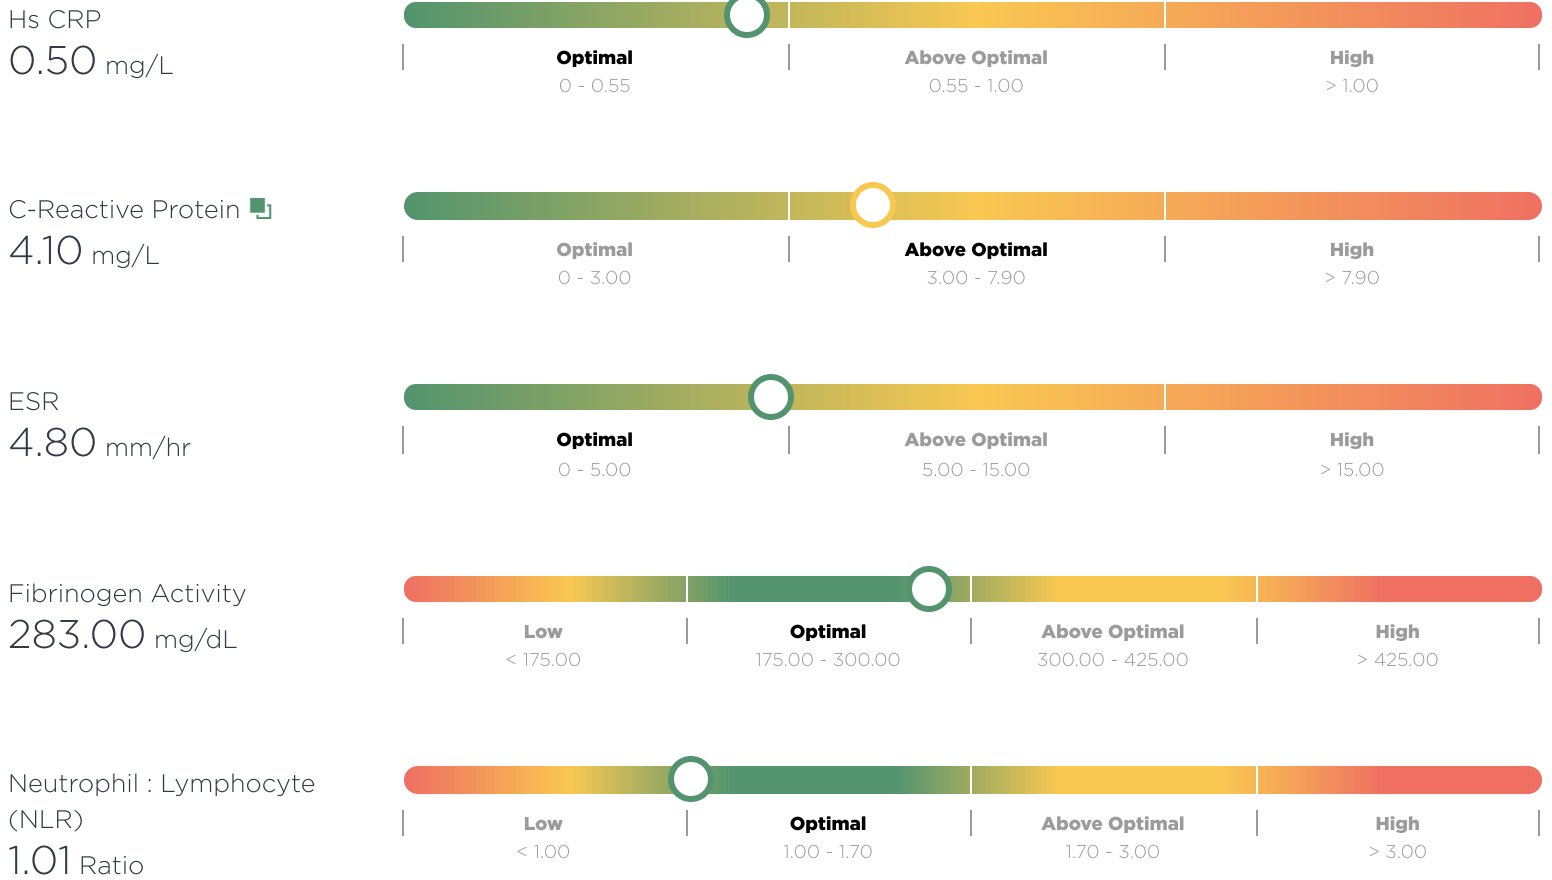 Hs CRP
0.50 mg/L
Optimal
0 - 0.55
Above Optimal
0.55 - 1.00
High
> 1.00
C-Reactive Protein
4.10 mg/L
Optimal
0 - 3.00
Above Optimal
3.00 - 7.90
High
> 7.90
ESR
4.80 mm/hr
Optimal
0 - 5.00
Above Optimal
5.00 - 15.00
High
> 15.00
Fibrinogen Activity
283.00 mg/dL
Low
< 175.00
Optimal
175.00 - 300.00
Above Optimal
300.00 - 425.00
High
> 425.00
Neutrophil : Lymphocyte
(NLR)
1.01 Ratio
Low
< 1.00
Optimal
1.00 - 1.70
Above Optimal
1.70 - 3.00
High
> 3.00